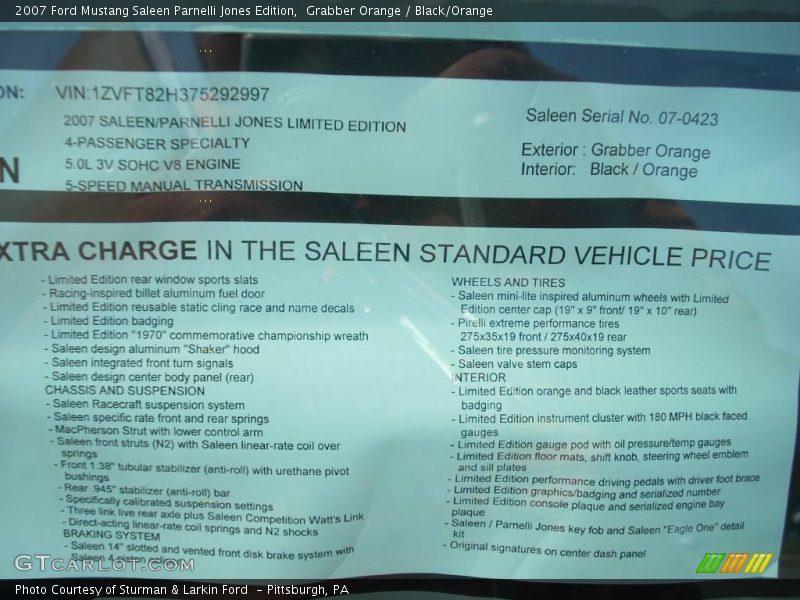 2007 Ford Mustang Saleen Parnelli Jones Edition,  Grabber Orange / Black/Orange
ON: VIN:1ZVFT82H375292997
2007 SALEEN/PARNELLI JONES LIMITED EDITION
4-PASSENGER SPECIALTY
5.0L 3V SOHC V8 ENGINE
5-SPEED MANUAL TRANSMISSION
N
Saleen Serial No. 07-0423
Exterior : Grabber Orange
Interior: Black / Orange
XTRA CHARGE IN THE SALEEN STANDARD VEHICLE PRICE
- Limited Edition rear window sports slats
- Racing-inspired billet aluminum fuel door
- Limited Edition reusable static cling race and name decals
- Limited Edition badging
- Limited Edition "1970" commemorative championship wreath
- Saleen design aluminum "Shaker" hood
- Saleen integrated front turn signals
- Saleen design center body panel (rear)
CHASSIS AND SUSPENSION
- Saleen Racecraft suspension system
- Saleen specific rate front and rear springs
- MacPherson Strut with lower control arm
- Saleen front struts (N2) with Saleen linear-rate coil over
springs
- Front 1.38" tubular stabilizer (anti-roll) with urethane pivot
bushings
- Rear .945" stabilizer (anti-roll) bar
- Specifically calibrated suspension settings
- Three link live rear axle plus Saleen Competition Watt's Link
- Direct-acting linear-rate coil springs and N2 shocks
BRAKING SYSTEM
- Saleen 14" slotted and vented front disk brake system with
Saleen 4-piston
WHEELS AND TIRES
- Saleen mini-lite inspired aluminum wheels with Limited
Edition center cap (19" x 9" front/ 19" x 10" rear)
- Pirelli extreme performance tires
275x35x19 front / 275x40x19 rear
- Saleen tire pressure monitoring system
- Saleen valve stem caps
INTERIOR
- Limited Edition orange and black leather sports seats with
badging
- Limited Edition instrument cluster with 180 MPH black faced
gauges
- Limited Edition gauge pod with oil pressure/temp gauges
- Limited Edition floor mats, shift knob, steering wheel emblem
and sill plates
- Limited Edition performance driving pedals with driver foot brace
- Limited Edition graphics/badging and serialized number
- Limited Edition console plaque and serialized engine bay
plaque
- Saleen / Parnelli Jones key fob and Saleen "Eagle One" detail
kit
- Original signatures on center dash panel
GTCarLot.com
Photo Courtesy of Sturman & Larkin Ford  - Pittsburgh, PA